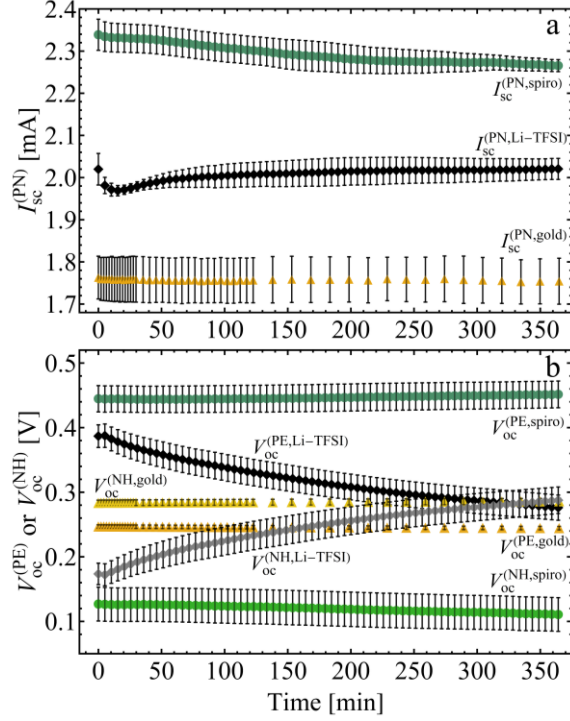 a
2.4
2.3
2.2
2.1
2.0
1.9
1.8
1.7
I_sc^(PN) [mA]
I_sc^(PN,spiro)
I_sc^(PN,Li−TFSI)
I_sc^(PN,gold)
0 50 100 150 200 250 300 350
b
0.5
0.4
0.3
0.2
0.1
V_oc^(PE) or V_oc^(NH) [V]
V_oc^(PE,spiro)
V_oc^(PE,Li−TFSI)
V_oc^(NH,gold)
V_oc^(PE,gold)
V_oc^(NH,Li−TFSI)
V_oc^(NH,spiro)
0 50 100 150 200 250 300 350
Time [min]